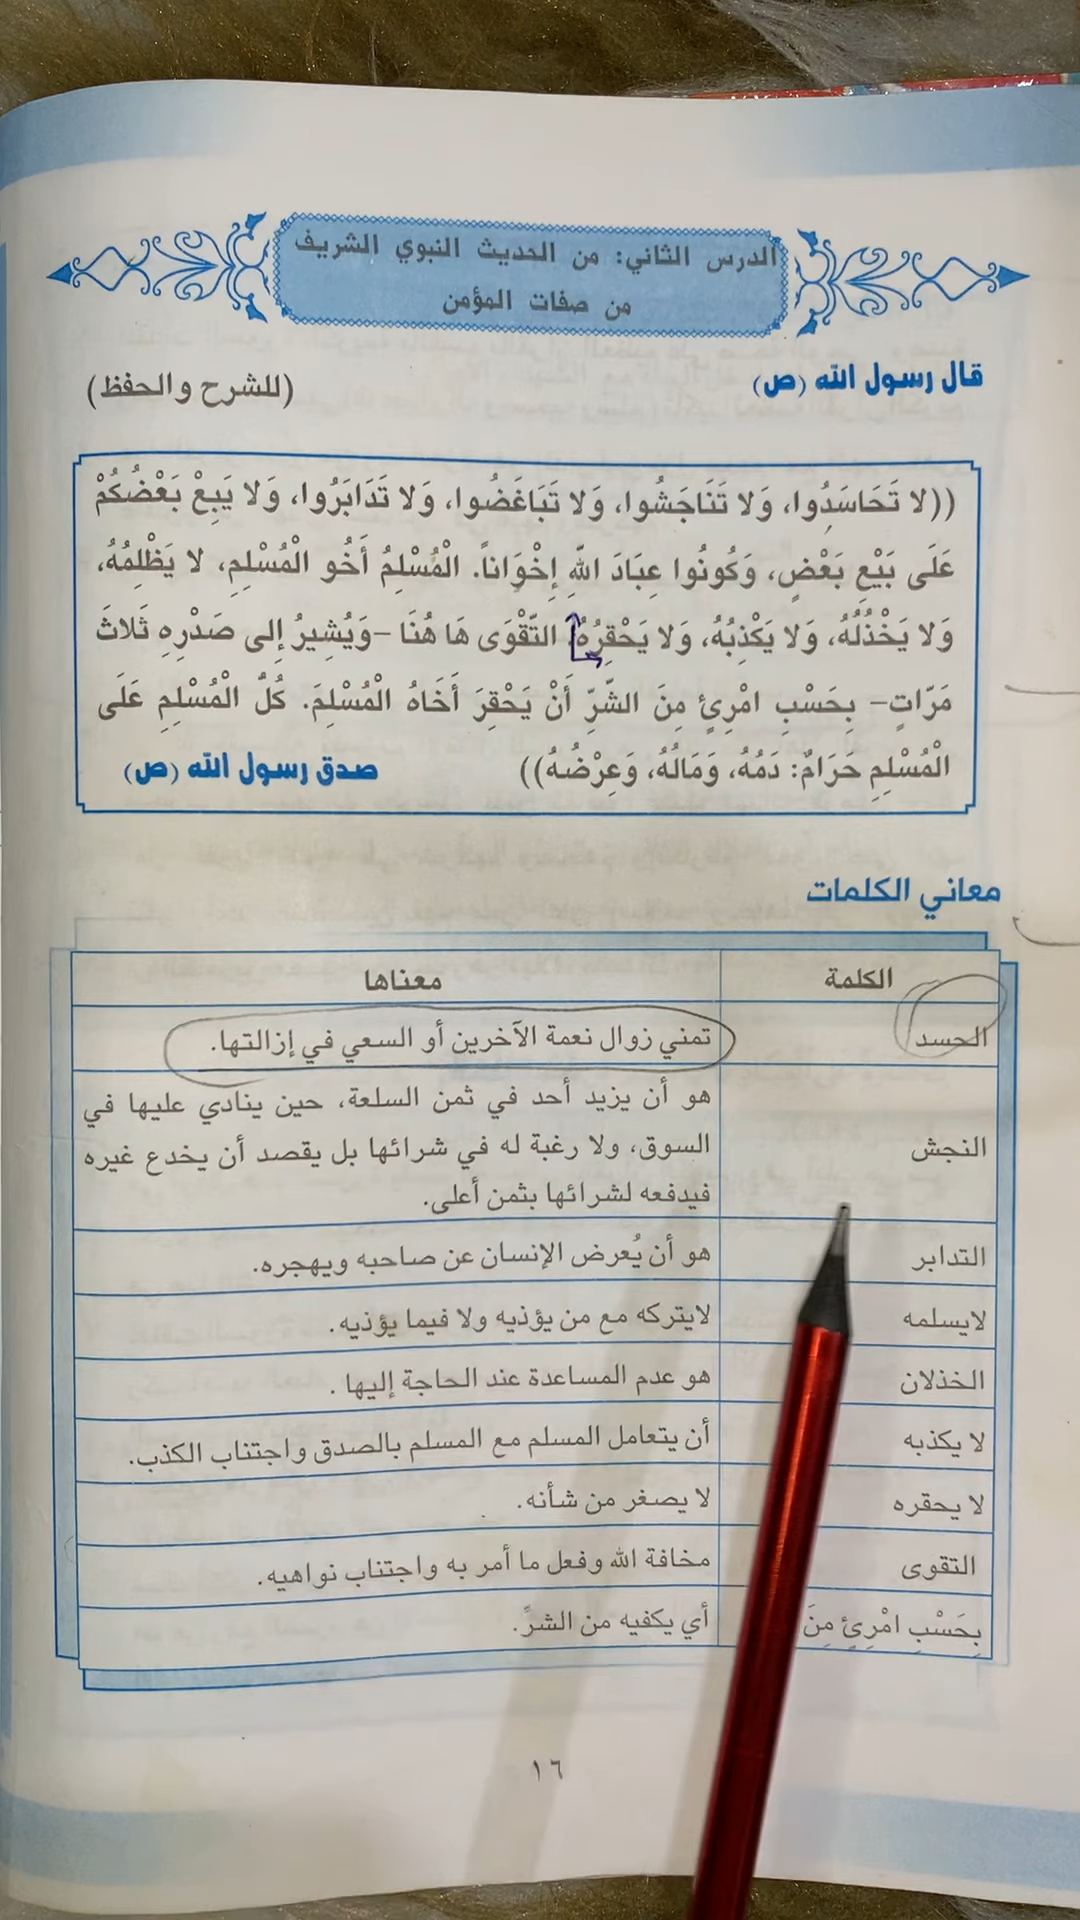 الدرس الثاني: من الحديث النبوي الشريف
من صفات المؤمن
قال رسول الله (ص)
(للشرح والحفظ)
((لا تَحَاسَدُوا، وَلا تَنَاجَشُوا، وَلا تَبَاغَضُوا، وَلا تَدَابَرُوا، وَلا يَبِعْ بَعْضُكُمْ
عَلَى بَيْعِ بَعْضٍ، وَكُونُوا عِبَادَ اللّهِ إِخْوَاناً. الْمُسْلِمُ أَخُو الْمُسْلِمِ، لا يَظْلِمُهُ،
وَلا يَخْذُلُهُ، وَلا يَكْذِبُهُ، وَلا يَحْقِرُهُ، التّقْوَى هَا هُنَا –وَيُشِيرُ إِلى صَدْرِهِ ثَلاثَ
مَرّاتٍ– بِحَسْبِ امْرِئٍ مِنَ الشّرِّ أَنْ يَحْقِرَ أَخَاهُ الْمُسْلِمَ. كُلُّ الْمُسْلِمِ عَلَى
الْمُسْلِمِ حَرَامٌ: دَمُهُ، وَمَالُهُ، وَعِرْضُهُ))
صدق رسول الله (ص)
معاني الكلمات
الكلمة
معناها
الحسد
تمني زوال نعمة الآخرين أو السعي في إزالتها.
النجش
هو أن يزيد أحد في ثمن السلعة، حين ينادي عليها في
السوق، ولا رغبة له في شرائها بل يقصد أن يخدع غيره
فيدفعه لشرائها بثمن أعلى.
التدابر
هو أن يُعرض الإنسان عن صاحبه ويهجره.
لايسلمه
لايتركه مع من يؤذيه ولا فيما يؤذيه.
الخذلان
هو عدم المساعدة عند الحاجة إليها .
لا يكذبه
أن يتعامل المسلم مع المسلم بالصدق واجتناب الكذب.
لا يحقره
لا يصغر من شأنه.
التقوى
مخافة الله وفعل ما أمر به واجتناب نواهيه.
بِحَسْبِ امْرِئٍ مِنَ
أي يكفيه من الشرِّ.
١٦